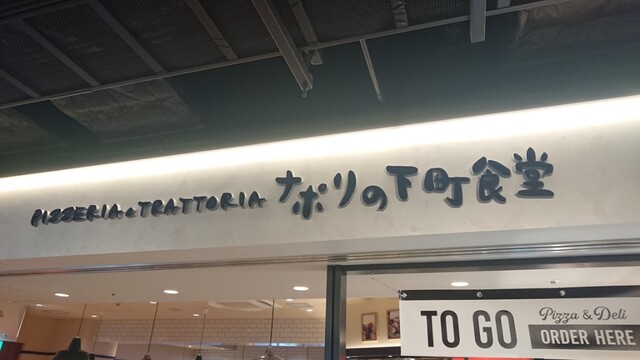 PIZZERIA e TRATTORIA ナポリの下町食堂
TO GO Pizza & Deli
ORDER HERE